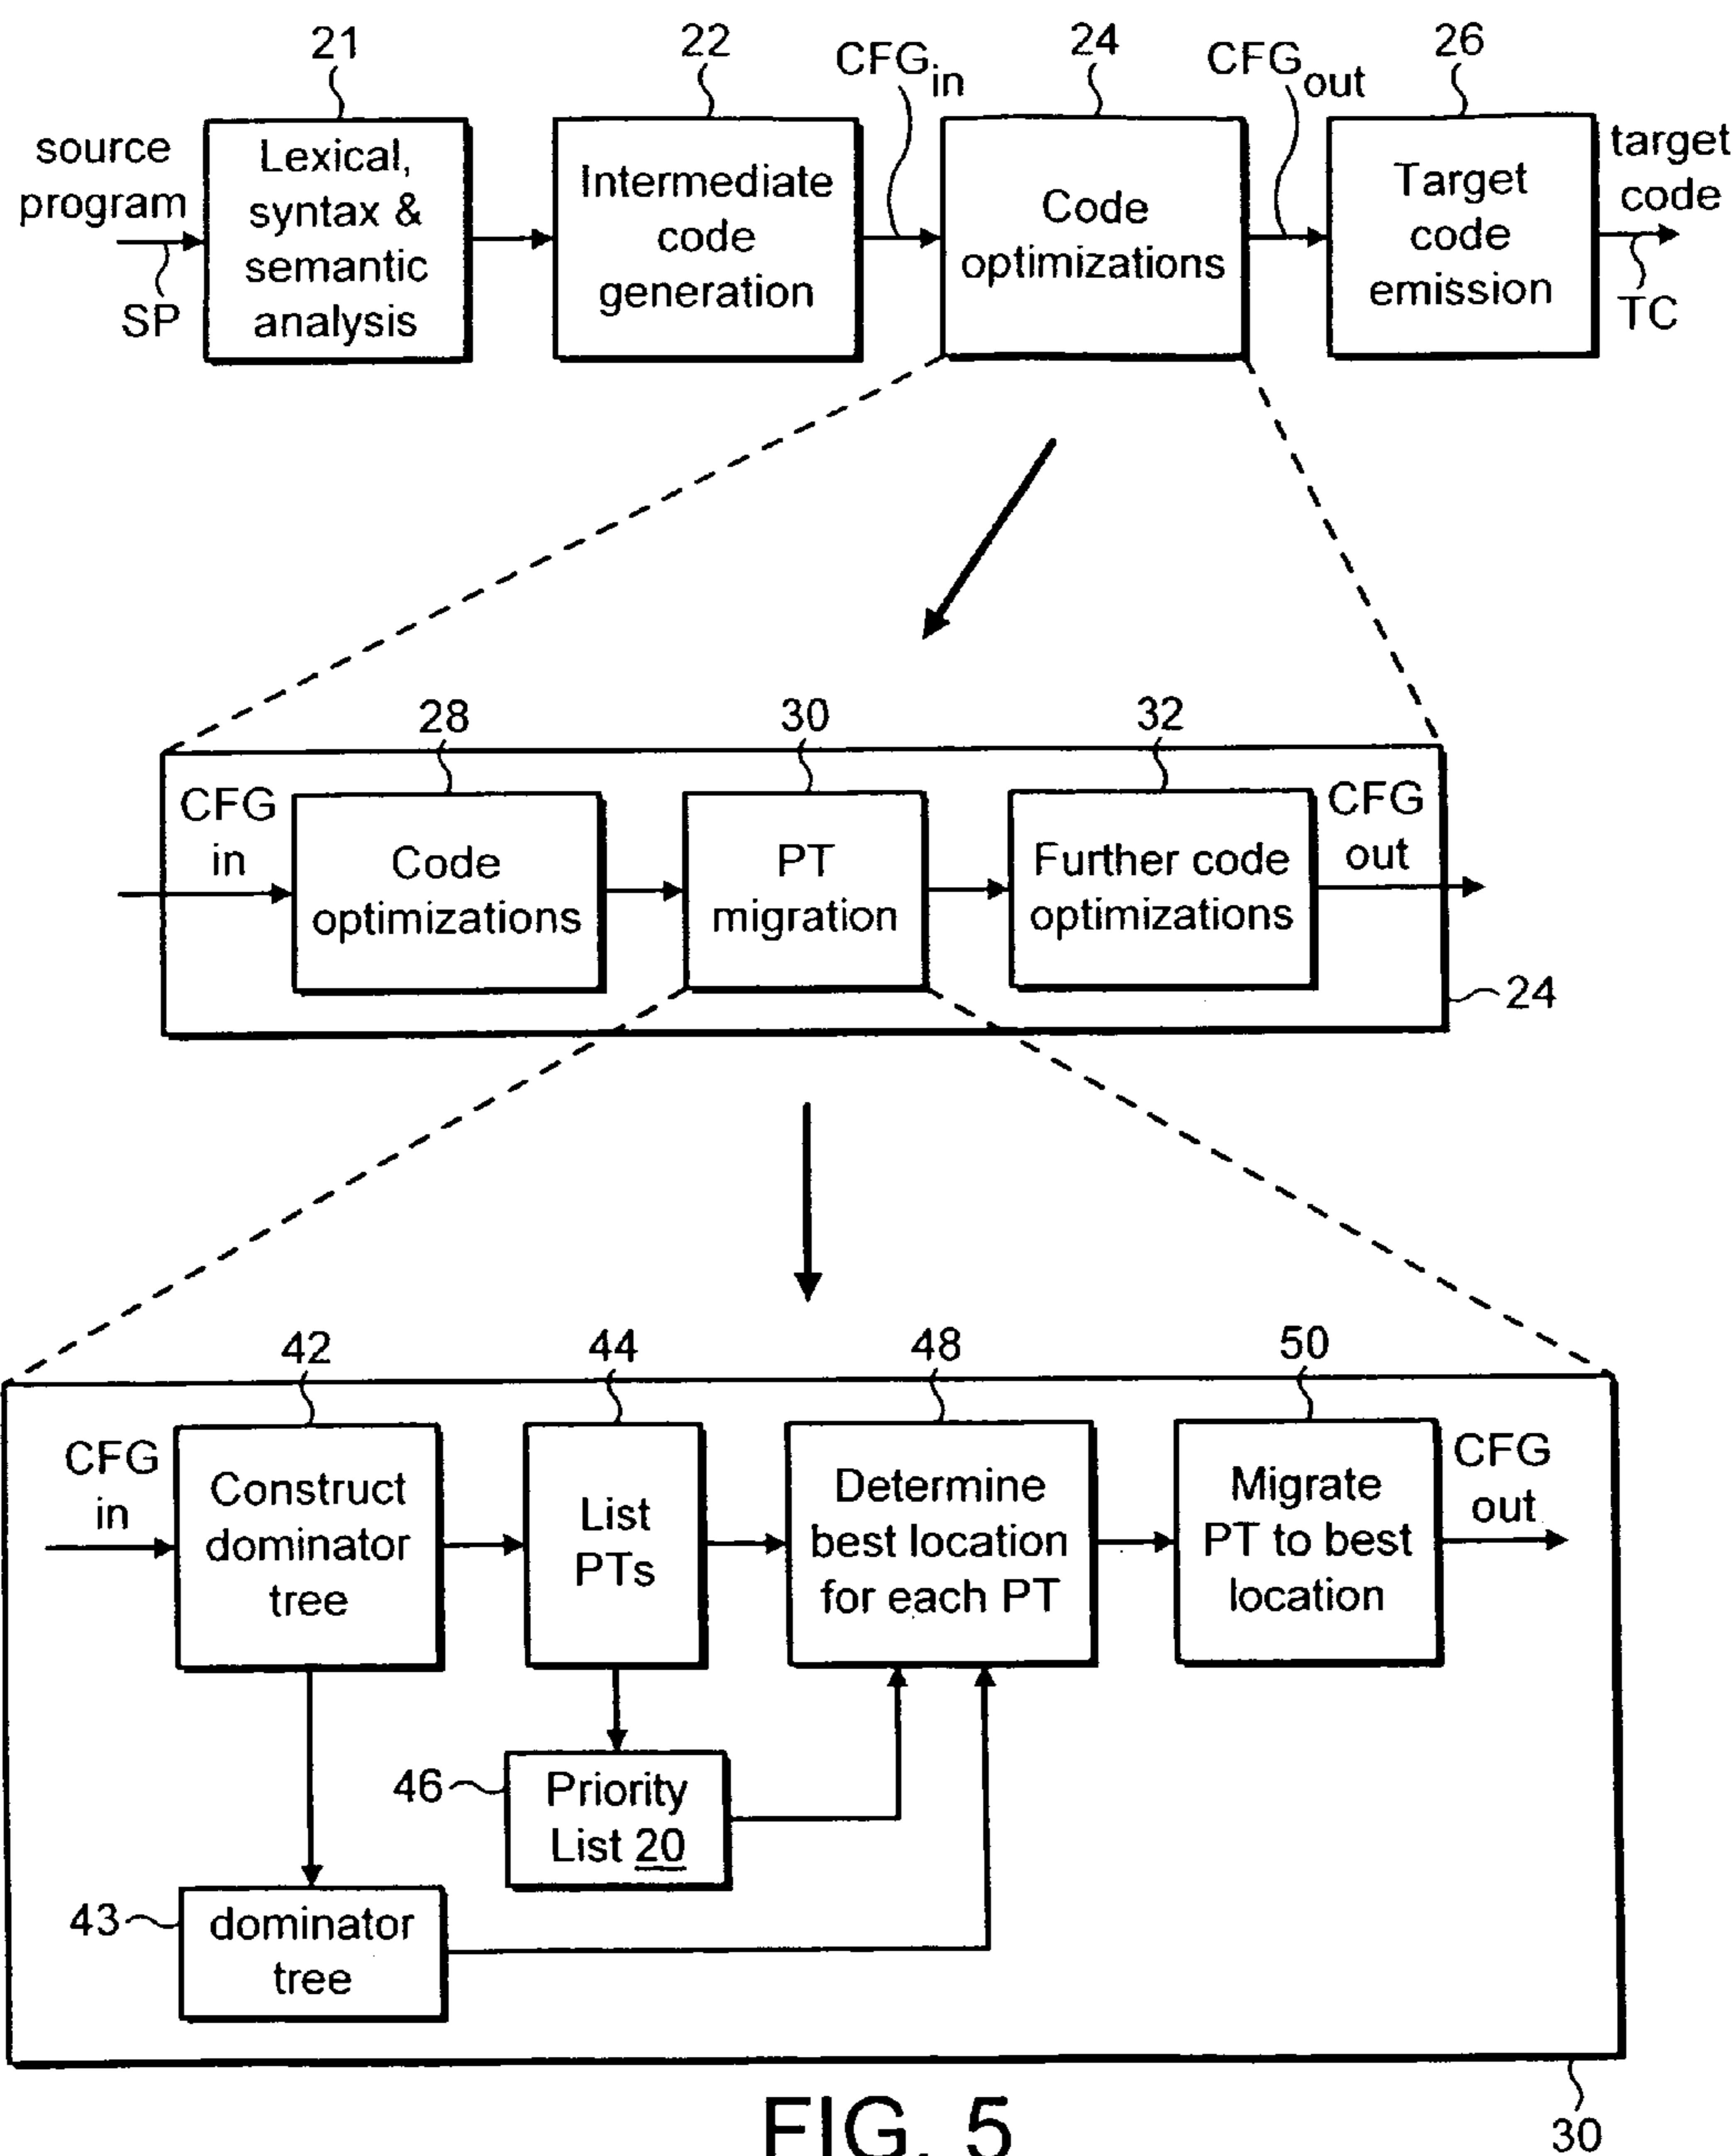 21
22
CFGin
24
CFGout
26
source
program
SP
Lexical,
syntax &
semantic
analysis
Intermediate
code
generation
Code
optimizations
Target
code
emission
target
code
TC
28
30
32
CFG
in
Code
optimizations
PT
migration
Further code
optimizations
CFG
out
24
42
44
48
50
CFG
in
Construct
dominator
tree
List
PTs
Determine
best location
for each PT
Migrate
PT to best
location
CFG
out
46
Priority
List 20
43
dominator
tree
30
FIG. 5